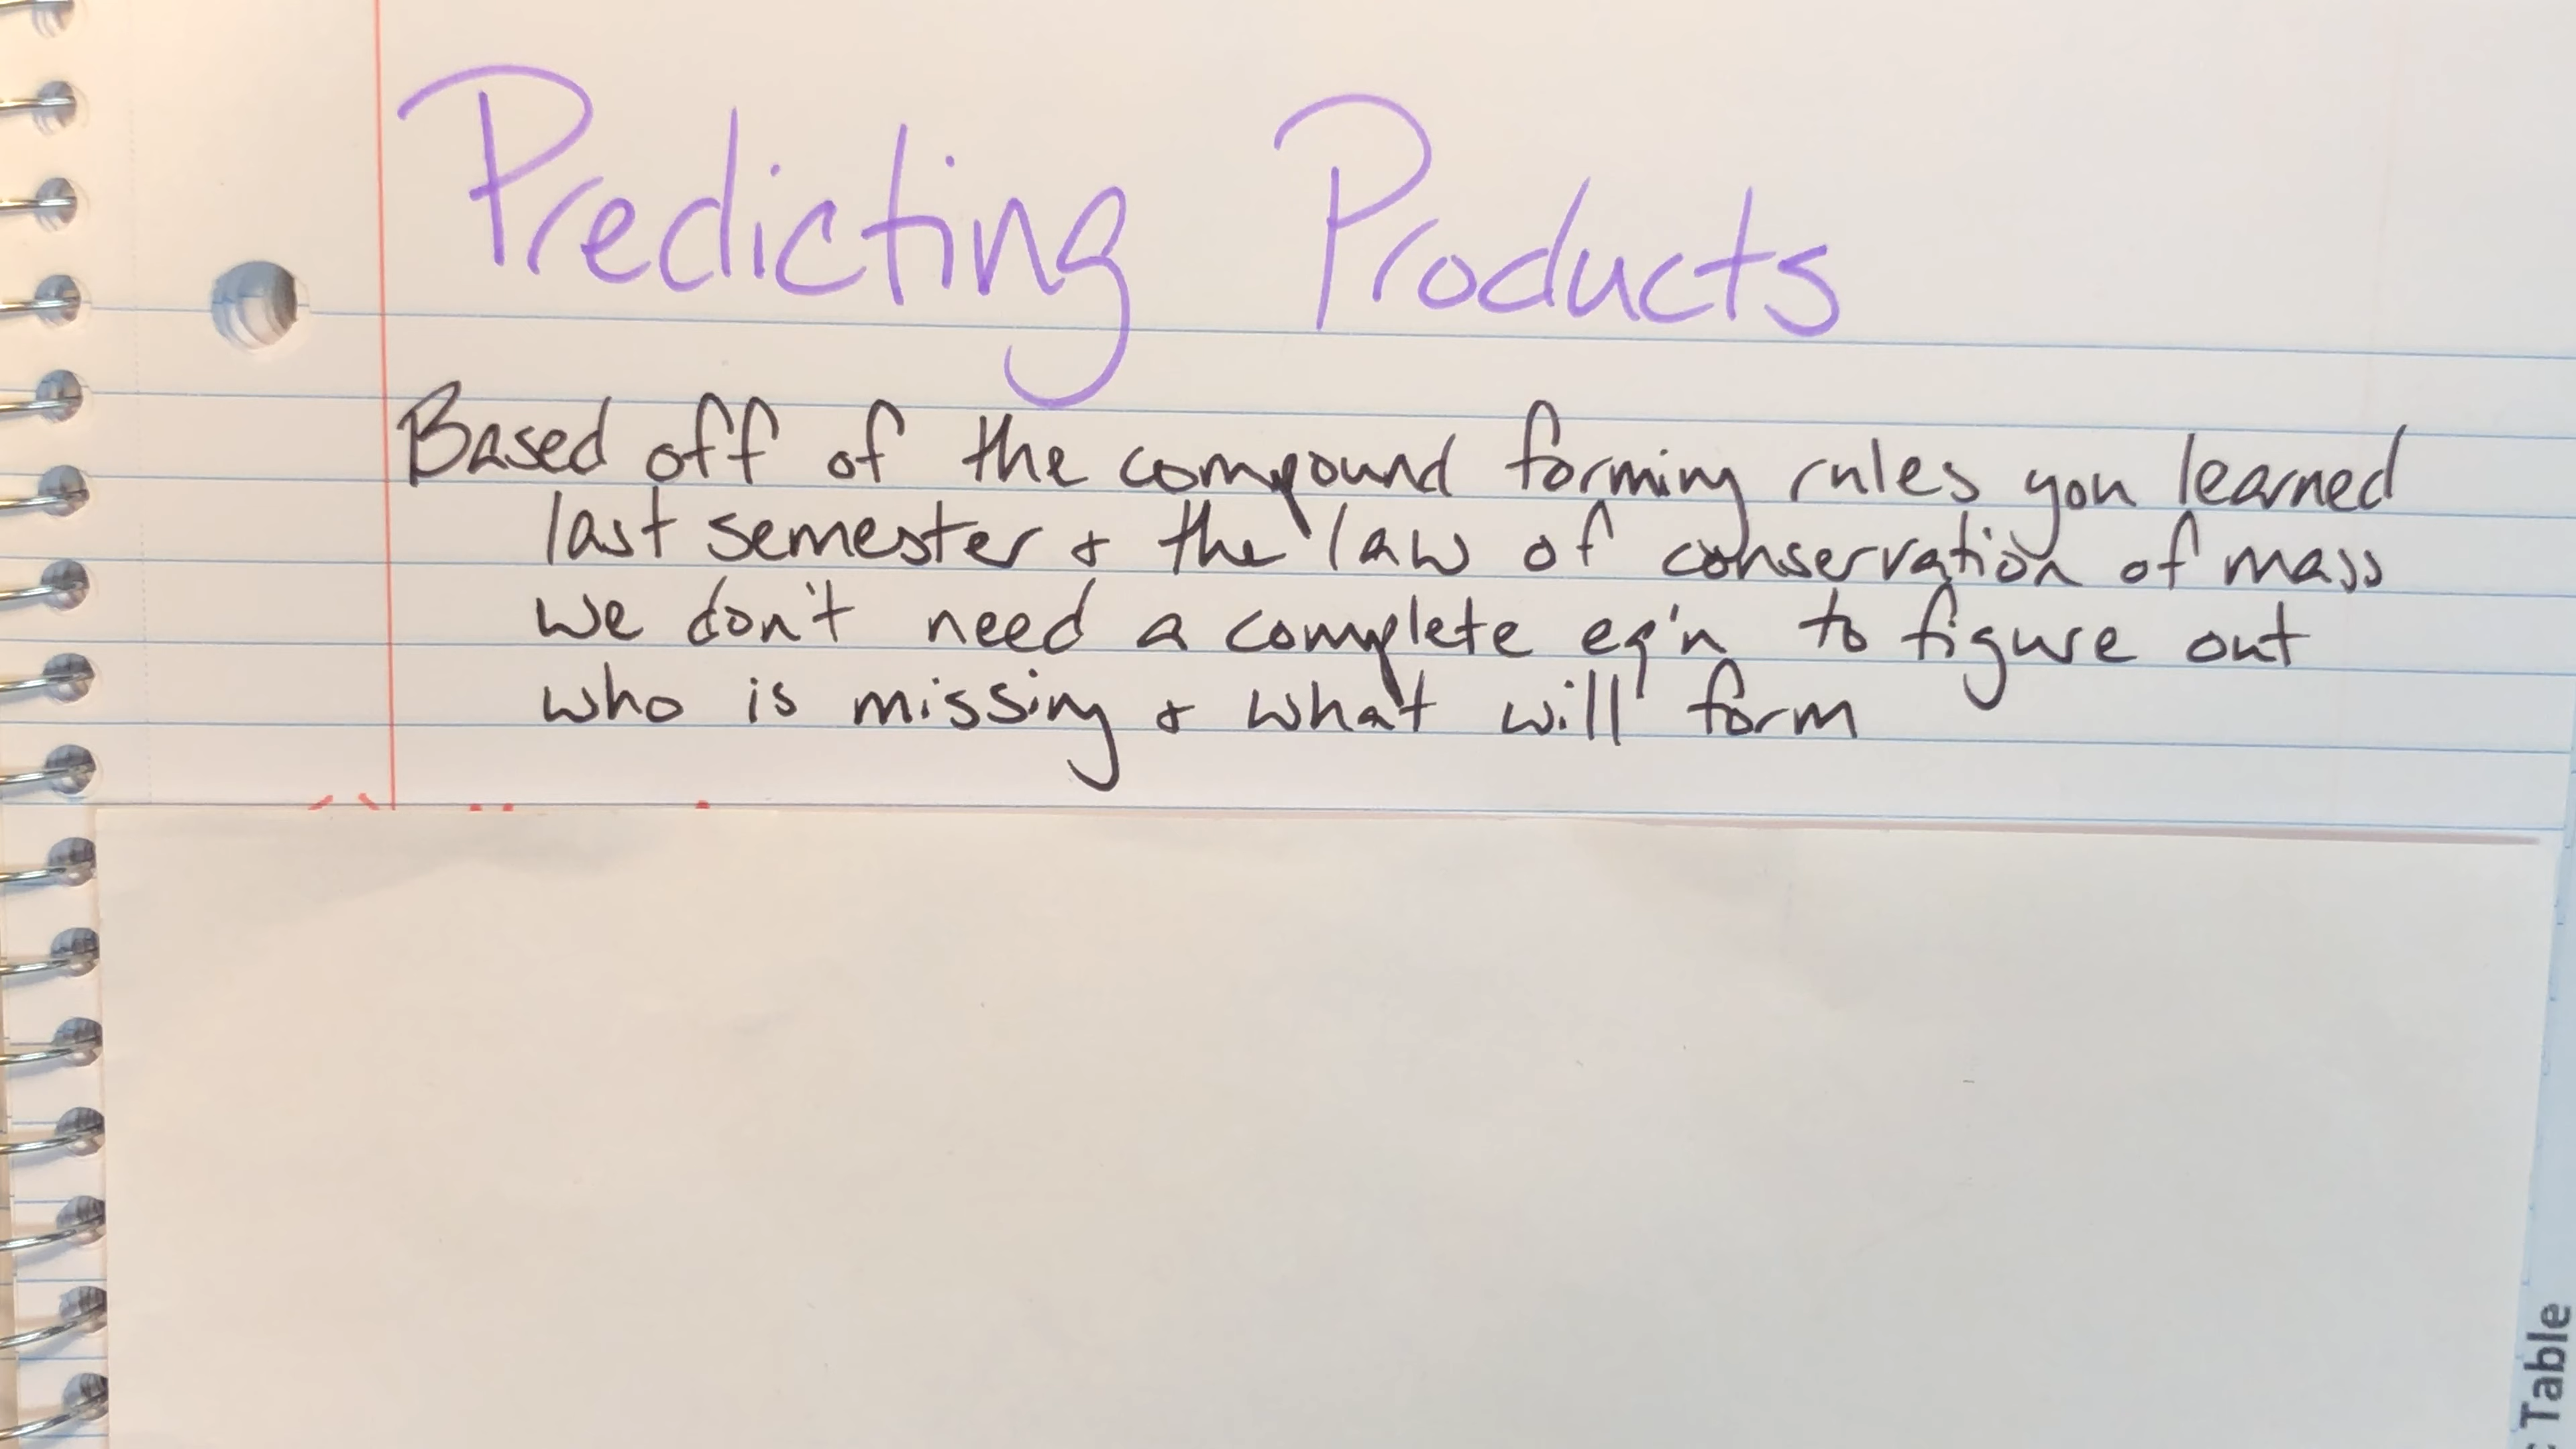 Predicting Products
Based off of the compound forming rules you learned
last semester & the law of conservation of mass
we don't need a complete eq'n to figure out
who is missing & what will form
Table